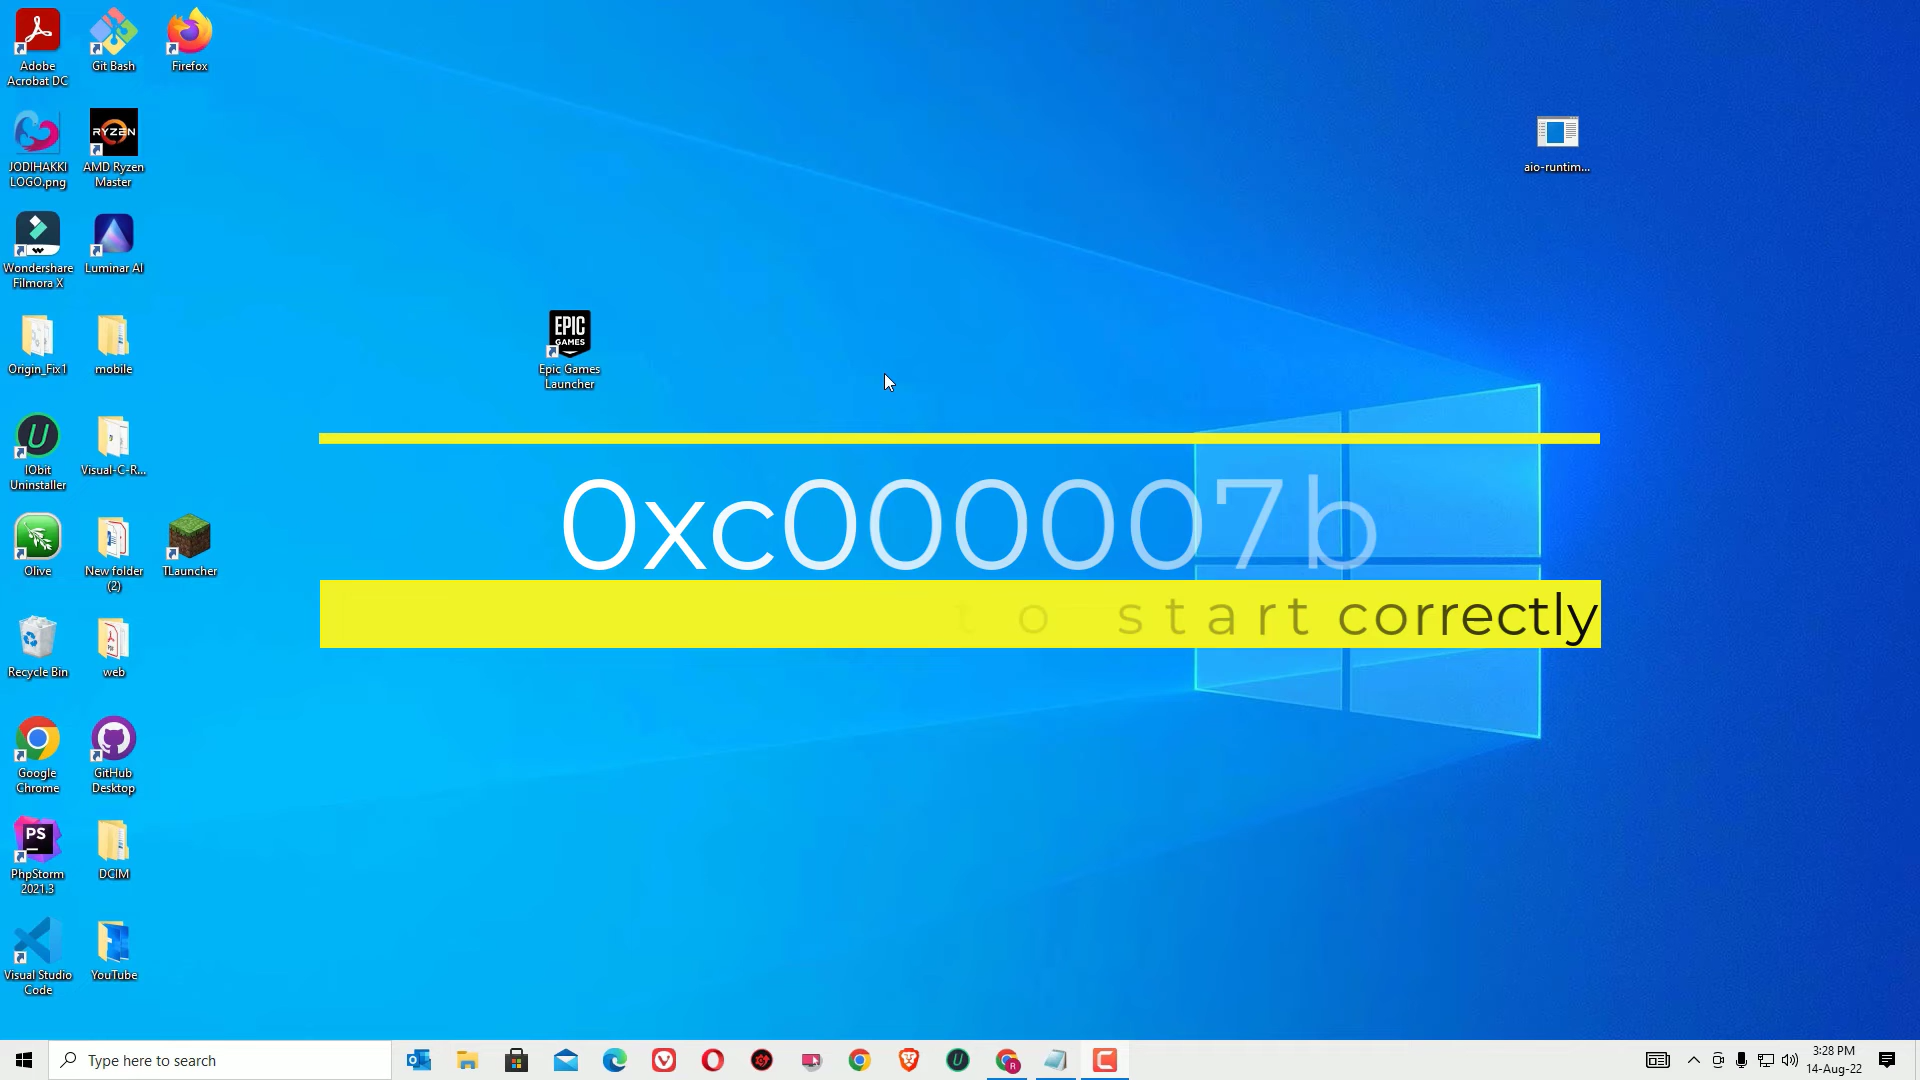 Adobe
Acrobat DC
Git Bash
Firefox
JODIHAKKI
LOGO.png
RYZEN
AMD Ryzen
Master
aio-runtim...
Wondershare
Filmora X
Luminar AI
EPIC
GAMES
Epic Games
Launcher
Origin_Fix1
mobile
IObit
Uninstaller
Visual-C-R...
0xc000007b
to start correctly
Olive
New folder
(2)
TLauncher
Recycle Bin
web
Google
Chrome
GitHub
Desktop
PS
PhpStorm
2021.3
DCIM
Visual Studio
Code
YouTube
Type here to search
3:28 PM
14-Aug-22